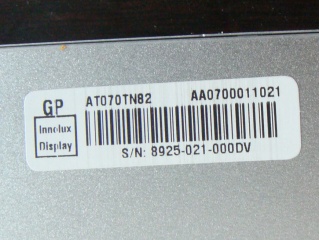 GP AT070TN82 AA0700011021
Innolux
Display
S/N: 8925-021-000DV